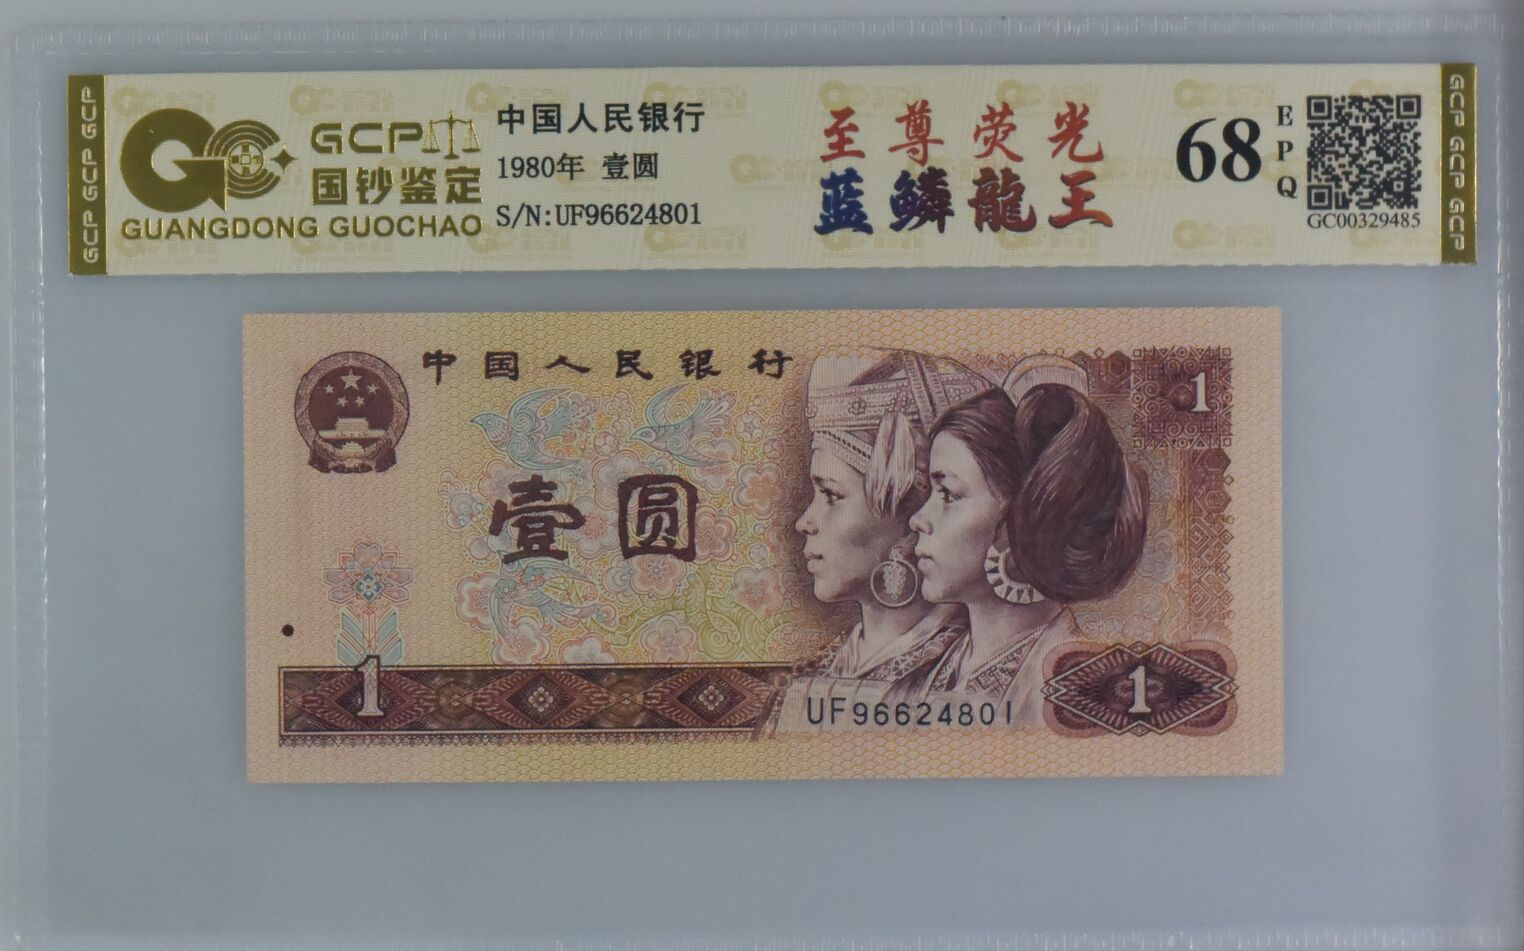 GCP GCP GCP
GCP
国钞鉴定
GUANGDONG GUOCHAO
中国人民银行
1980年 壹圆
S/N:UF96624801
至尊荧光
蓝鳞龍王
68
EPQ
GC00329485
GCP GCP GCP
中国人民银行
1
壹圆
1
UF96624801
1